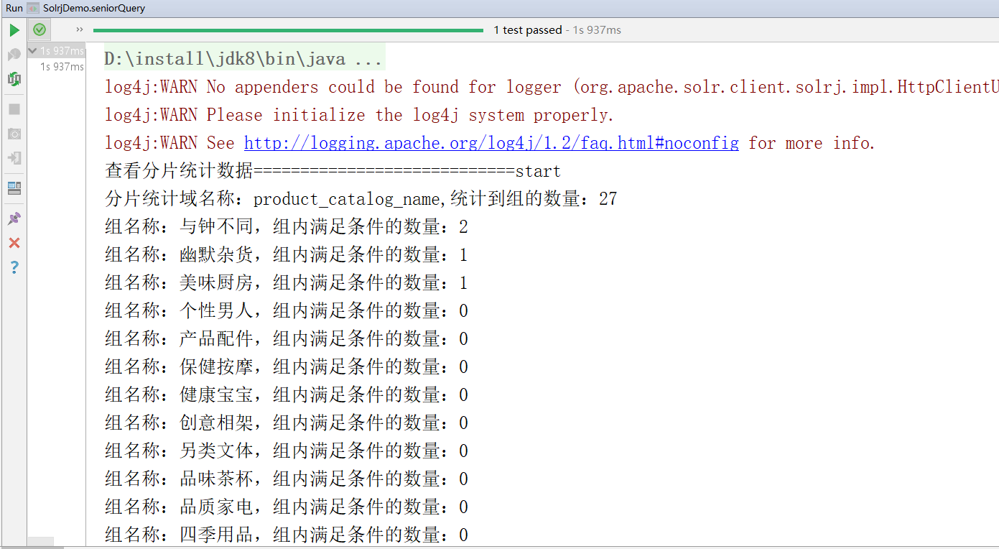 Run SolrjDemo.seniorQuery
1 test passed - 1s 937ms
1s 937ms
1s 937ms
D:\install\jdk8\bin\java ...
log4j:WARN No appenders could be found for logger (org.apache.solr.client.solrj.impl.HttpClientU
log4j:WARN Please initialize the log4j system properly.
log4j:WARN See http://logging.apache.org/log4j/1.2/faq.html#noconfig for more info.
查看分片统计数据============================start
分片统计域名称：product_catalog_name,统计到组的数量：27
组名称：与钟不同，组内满足条件的数量：2
组名称：幽默杂货，组内满足条件的数量：1
组名称：美味厨房，组内满足条件的数量：1
组名称：个性男人，组内满足条件的数量：0
组名称：产品配件，组内满足条件的数量：0
组名称：保健按摩，组内满足条件的数量：0
组名称：健康宝宝，组内满足条件的数量：0
组名称：创意相架，组内满足条件的数量：0
组名称：另类文体，组内满足条件的数量：0
组名称：品味茶杯，组内满足条件的数量：0
组名称：品质家电，组内满足条件的数量：0
组名称：四季用品，组内满足条件的数量：0